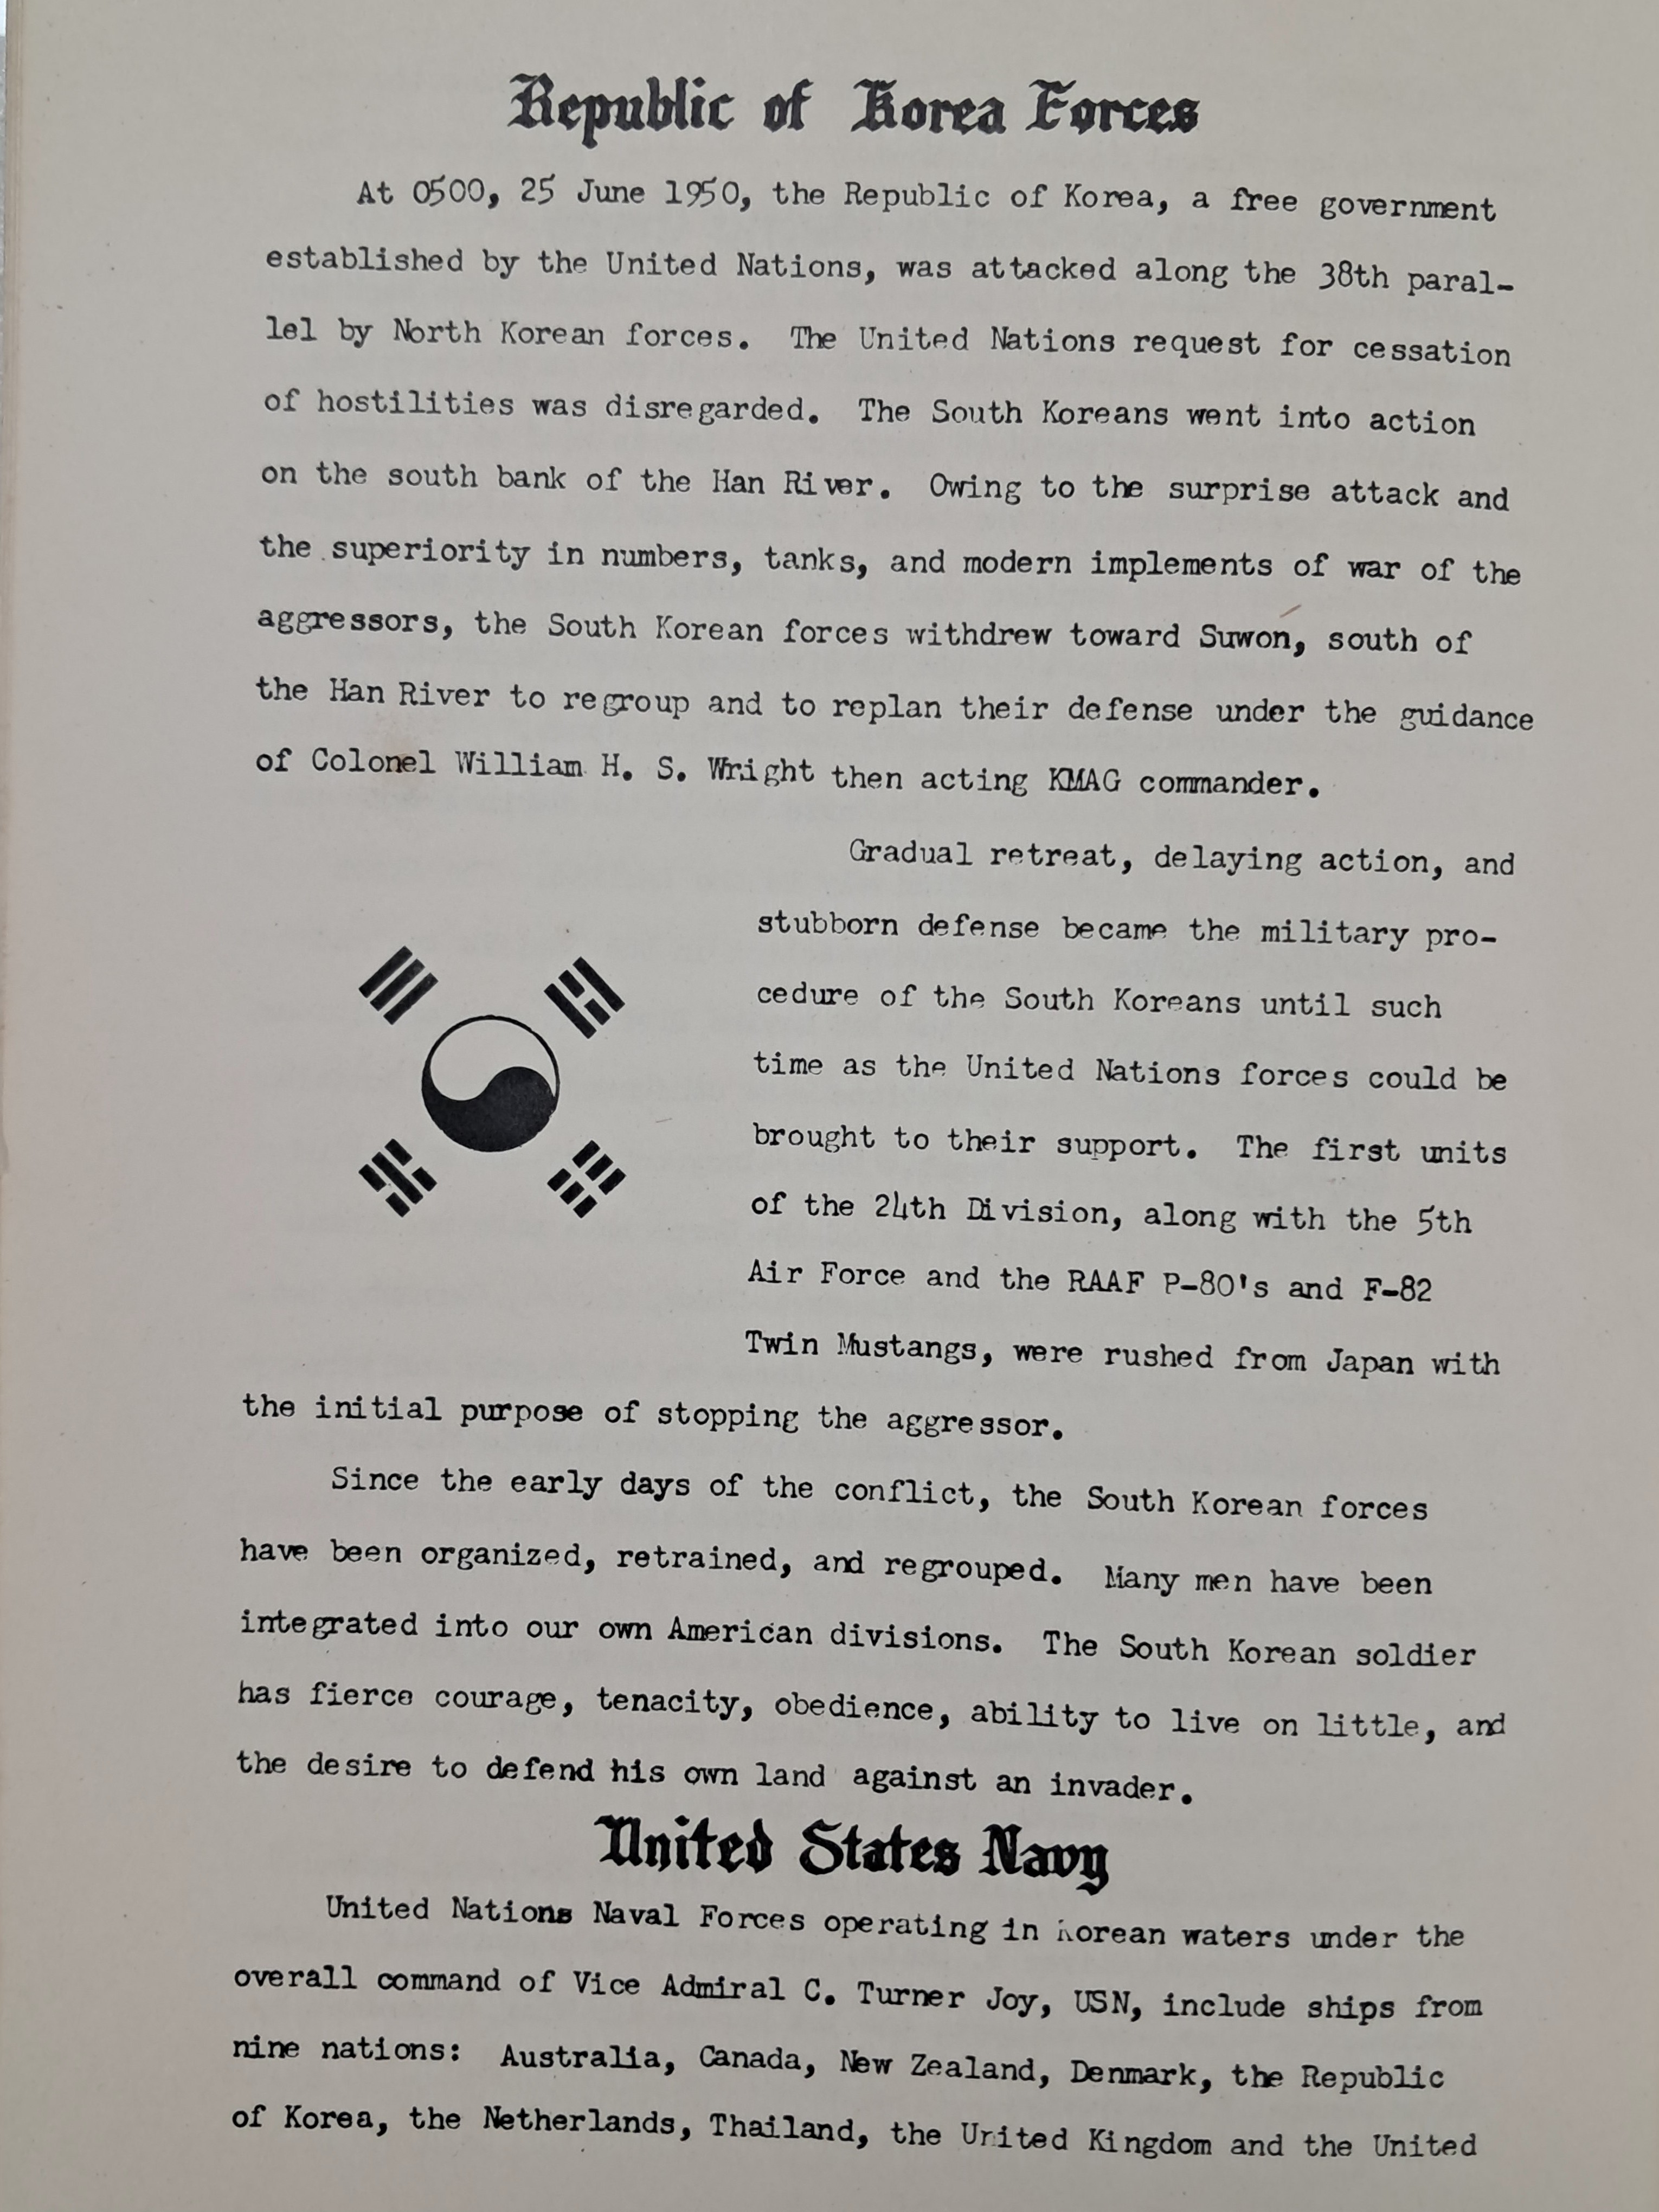 Republic of Korea Forces
At 0500, 25 June 1950, the Republic of Korea, a free government
established by the United Nations, was attacked along the 38th paral-
lel by North Korean forces. The United Nations request for cessation
of hostilities was disregarded. The South Koreans went into action
on the south bank of the Han River. Owing to the surprise attack and
the superiority in numbers, tanks, and modern implements of war of the
aggressors, the South Korean forces withdrew toward Suwon, south of
the Han River to regroup and to replan their defense under the guidance
of Colonel William H. S. Wright then acting KMAG commander.
Gradual retreat, delaying action, and
stubborn defense became the military pro-
cedure of the South Koreans until such
time as the United Nations forces could be
brought to their support. The first units
of the 24th Division, along with the 5th
Air Force and the RAAF P-80's and F-82
Twin Mustangs, were rushed from Japan with
the initial purpose of stopping the aggressor.
Since the early days of the conflict, the South Korean forces
have been organized, retrained, and regrouped. Many men have been
integrated into our own American divisions. The South Korean soldier
has fierce courage, tenacity, obedience, ability to live on little, and
the desire to defend his own land against an invader.
United States Navy
United Nations Naval Forces operating in Korean waters under the
overall command of Vice Admiral C. Turner Joy, USN, include ships from
nine nations: Australia, Canada, New Zealand, Denmark, the Republic
of Korea, the Netherlands, Thailand, the United Kingdom and the United